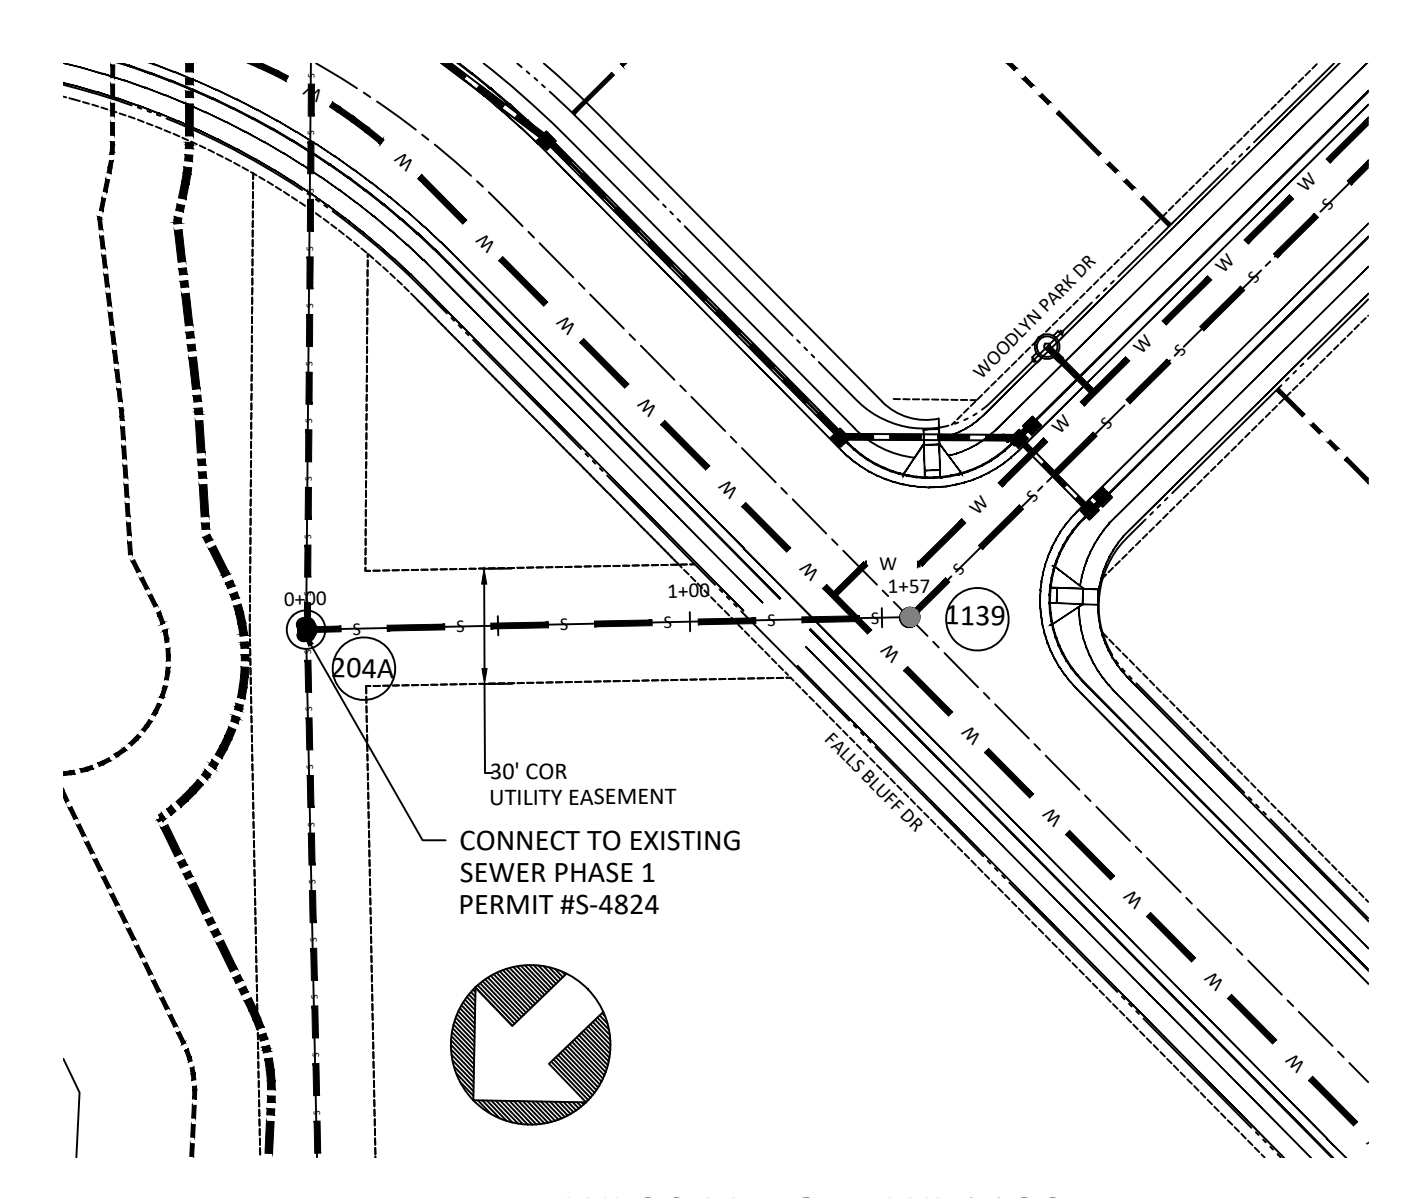 WOODLYN PARK DR
W
0+00
1+00
1+57
1139
204A
30' COR
UTILITY EASEMENT
FALLS BLUFF DR
CONNECT TO EXISTING
SEWER PHASE 1
PERMIT #S-4824